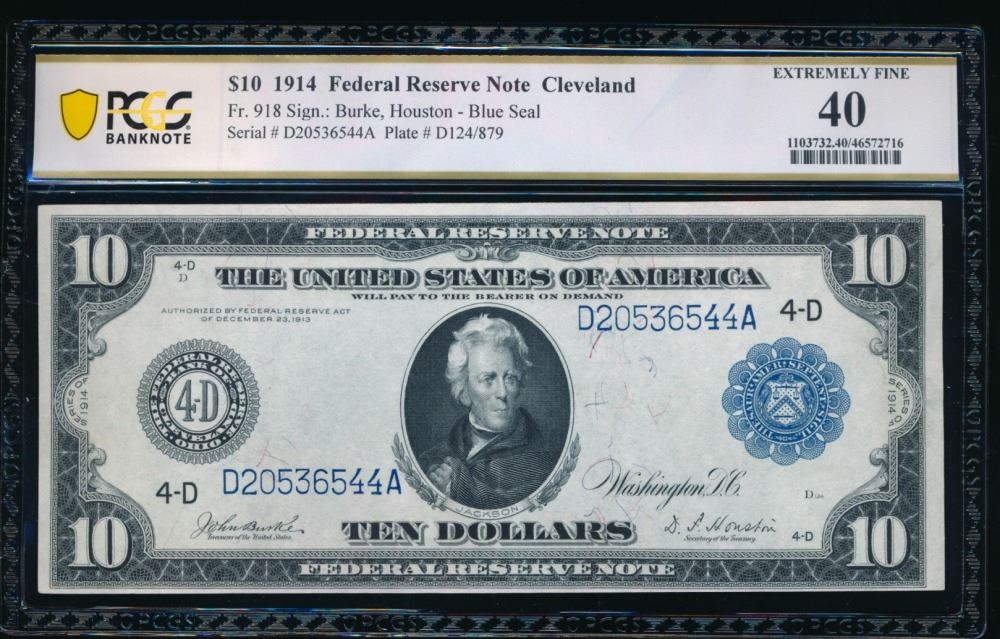 $10 1914 Federal Reserve Note Cleveland
Fr. 918 Sign.: Burke, Houston - Blue Seal
Serial # D20536544A Plate # D124/879
PCGS
BANKNOTE
EXTREMELY FINE
40
1103732.40/46572716
FEDERAL RESERVE NOTE
10
10
4-D
D
THE UNITED STATES OF AMERICA
WILL PAY TO THE BEARER ON DEMAND
AUTHORIZED BY FEDERAL RESERVE ACT
OF DECEMBER 23, 1913
D20536544A 4-D
SERIES OF 1914
4-D
SERIES OF 1914
4-D D20536544A
JACKSON
Washington, D.C.
John Burke
Treasurer of the United States.
TEN DOLLARS
D. F. Houston
Secretary of the Treasury
4-D
10
10
FEDERAL RESERVE NOTE